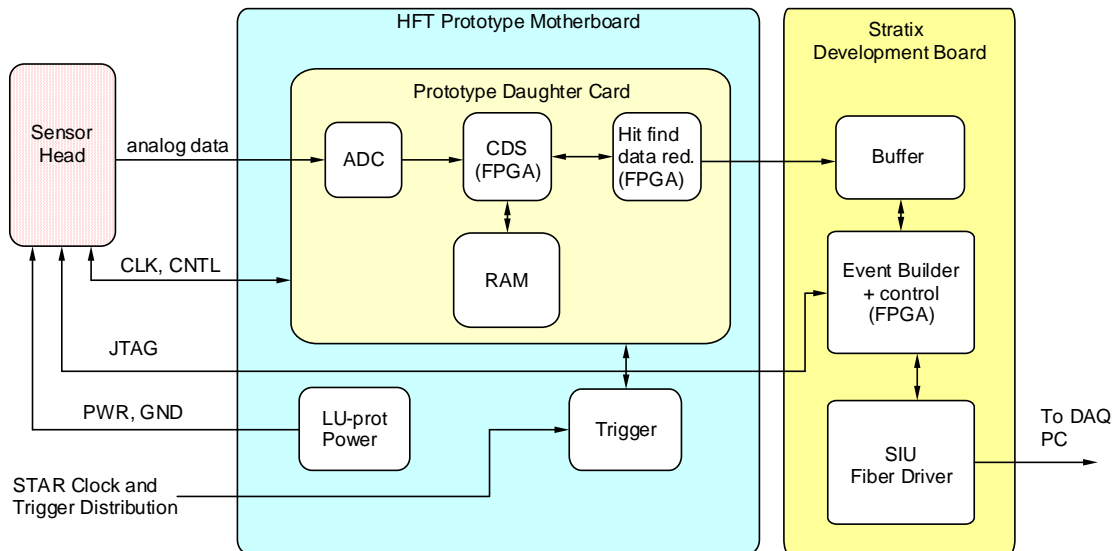 HFT Prototype Motherboard
Stratix
Development Board
Prototype Daughter Card
Sensor
Head
analog data
ADC
CDS
(FPGA)
Hit find
data red.
(FPGA)
Buffer
CLK, CNTL
RAM
Event Builder
+ control
(FPGA)
JTAG
PWR, GND
LU-prot
Power
Trigger
SIU
Fiber Driver
To DAQ
PC
STAR Clock and
Trigger Distribution